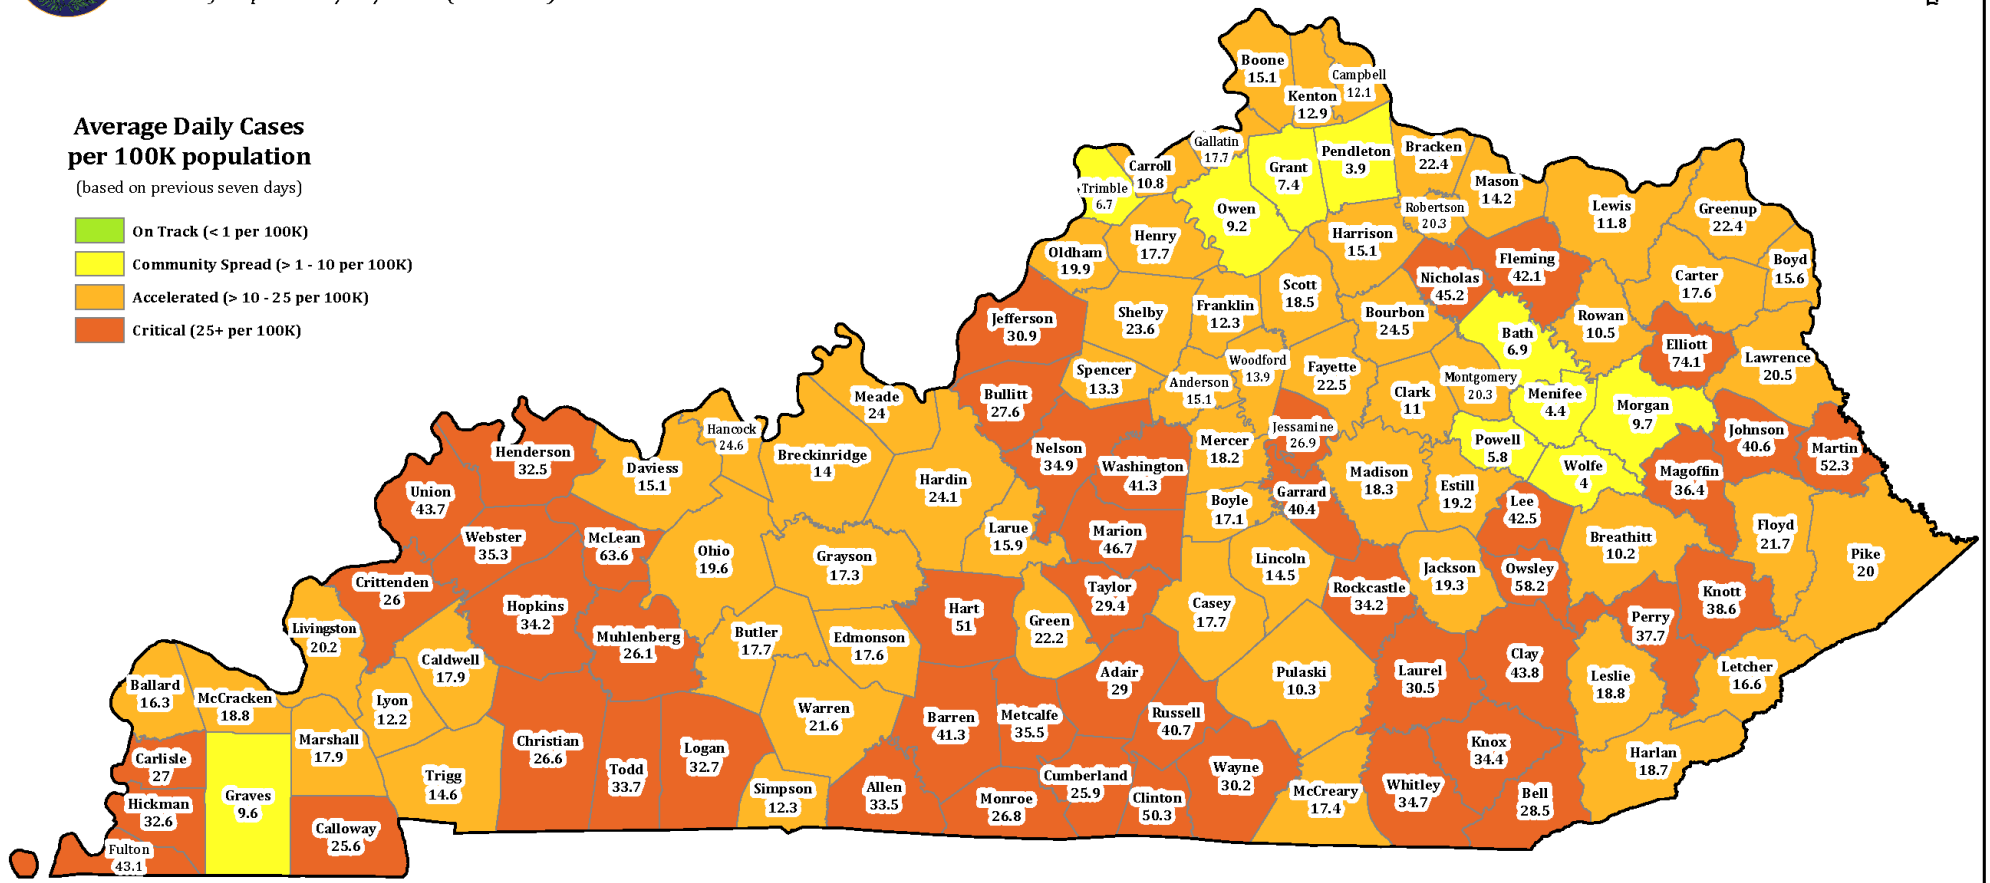 Average Daily Cases
per 100K population
(based on previous seven days)
On Track (< 1 per 100K)
Community Spread (> 1 - 10 per 100K)
Accelerated (> 10 - 25 per 100K)
Critical (25+ per 100K)
Boone
15.1
Campbell
12.1
Kenton
12.9
Gallatin
17.7
Carroll
10.8
Trimble
6.7
Grant
7.4
Pendleton
3.9
Bracken
22.4
Mason
14.2
Robertson
20.3
Lewis
11.8
Greenup
22.4
Boyd
15.6
Owen
9.2
Henry
17.7
Oldham
19.9
Harrison
15.1
Nicholas
45.2
Fleming
42.1
Carter
17.6
Scott
18.5
Franklin
12.3
Shelby
23.6
Jefferson
30.9
Bourbon
24.5
Bath
6.9
Rowan
10.5
Elliott
74.1
Lawrence
20.5
Woodford
13.9
Fayette
22.5
Spencer
13.3
Anderson
15.1
Bullitt
27.6
Clark
11
Montgomery
20.3
Menifee
4.4
Morgan
9.7
Meade
24
Hancock
24.6
Breckinridge
14
Henderson
32.5
Daviess
15.1
Union
43.7
Hardin
24.1
Nelson
34.9
Washington
41.3
Mercer
18.2
Jessamine
26.9
Madison
18.3
Powell
5.8
Wolfe
4
Magoffin
36.4
Johnson
40.6
Martin
52.3
Garrard
40.4
Boyle
17.1
Estill
19.2
Lee
42.5
Breathitt
10.2
Floyd
21.7
Pike
20
Webster
35.3
McLean
63.6
Ohio
19.6
Grayson
17.3
Larue
15.9
Marion
46.7
Lincoln
14.5
Jackson
19.3
Owsley
58.2
Crittenden
26
Hopkins
34.2
Muhlenberg
26.1
Butler
17.7
Edmonson
17.6
Hart
51
Green
22.2
Taylor
29.4
Casey
17.7
Rockcastle
34.2
Perry
37.7
Knott
38.6
Livingston
20.2
Caldwell
17.9
Lyon
12.2
Ballard
16.3
McCracken
18.8
Warren
21.6
Barren
41.3
Metcalfe
35.5
Adair
29
Russell
40.7
Pulaski
10.3
Laurel
30.5
Clay
43.8
Leslie
18.8
Letcher
16.6
Carlisle
27
Marshall
17.9
Trigg
14.6
Christian
26.6
Todd
33.7
Logan
32.7
Simpson
12.3
Allen
33.5
Monroe
26.8
Cumberland
25.9
Clinton
50.3
Wayne
30.2
McCreary
17.4
Whitley
34.7
Knox
34.4
Bell
28.5
Harlan
18.7
Hickman
32.6
Graves
9.6
Calloway
25.6
Fulton
43.1